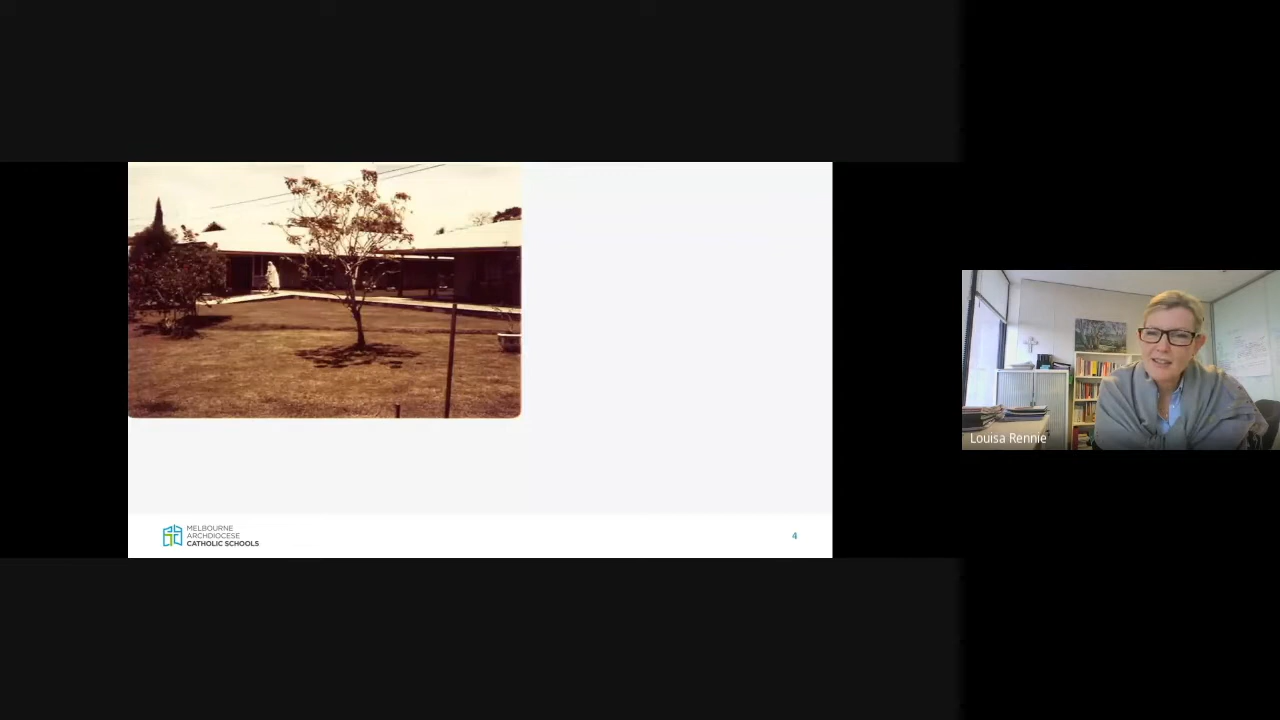 MELBOURNE
ARCHDIOCESE
CATHOLIC SCHOOLS
4
Louisa Rennie